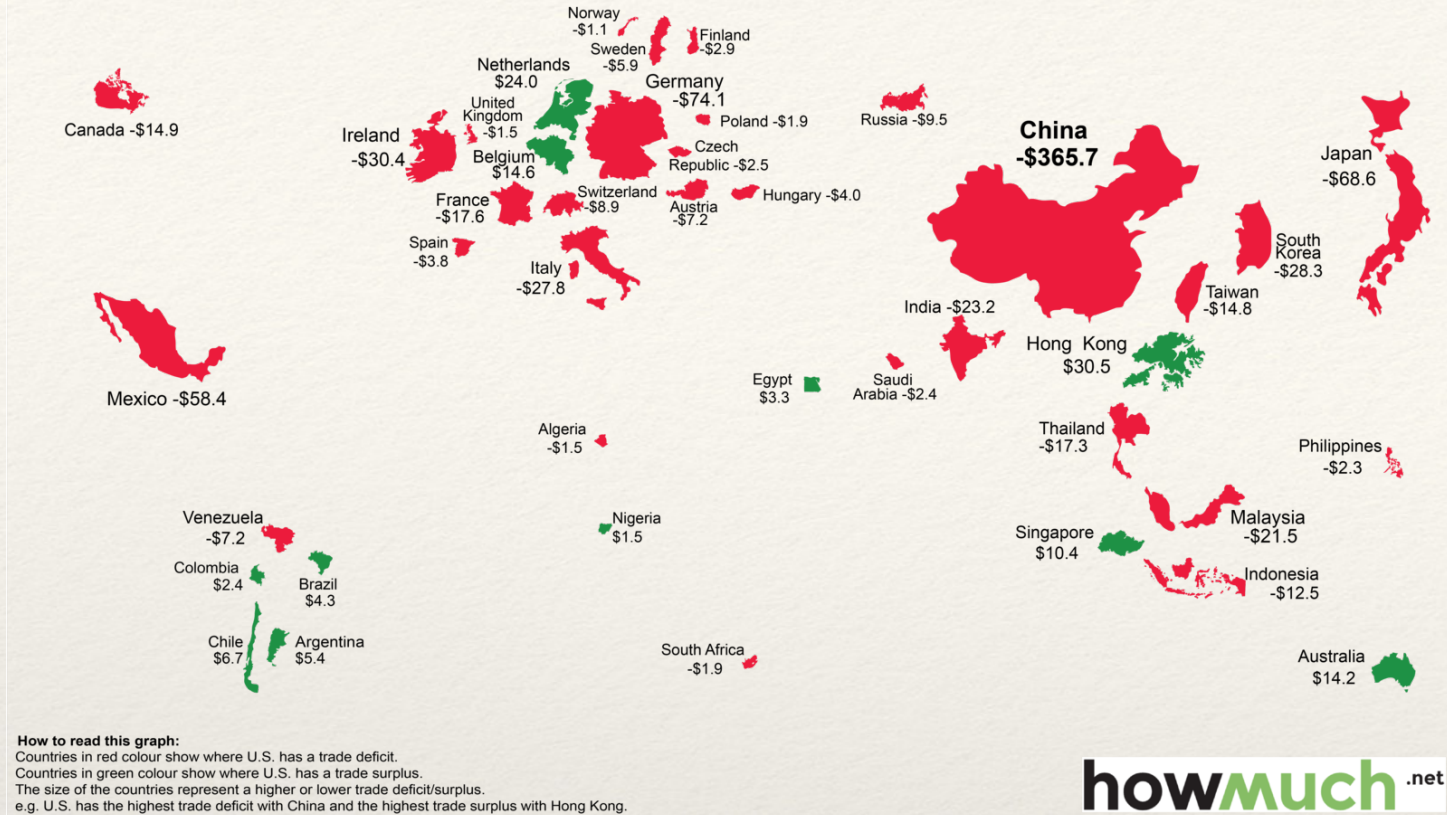 Norway
-$1.1
Sweden
-$5.9
Finland
-$2.9
Netherlands
$24.0
Germany
-$74.1
Canada -$14.9
United
Kingdom
-$1.5
Ireland
-$30.4
Belgium
$14.6
Poland -$1.9
Czech
Republic -$2.5
Russia -$9.5
China
-$365.7
Japan
-$68.6
France
-$17.6
Switzerland
-$8.9
Austria
-$7.2
Hungary -$4.0
Spain
-$3.8
Italy
-$27.8
South
Korea
-$28.3
Taiwan
-$14.8
India -$23.2
Hong Kong
$30.5
Mexico -$58.4
Egypt
$3.3
Saudi
Arabia -$2.4
Algeria
-$1.5
Thailand
-$17.3
Philippines
-$2.3
Venezuela
-$7.2
Nigeria
$1.5
Malaysia
-$21.5
Singapore
$10.4
Colombia
$2.4
Brazil
$4.3
Indonesia
-$12.5
Chile
$6.7
Argentina
$5.4
South Africa
-$1.9
Australia
$14.2
How to read this graph:
Countries in red colour show where U.S. has a trade deficit.
Countries in green colour show where U.S. has a trade surplus.
The size of the countries represent a higher or lower trade deficit/surplus.
e.g. U.S. has the highest trade deficit with China and the highest trade surplus with Hong Kong.
howmuch.net